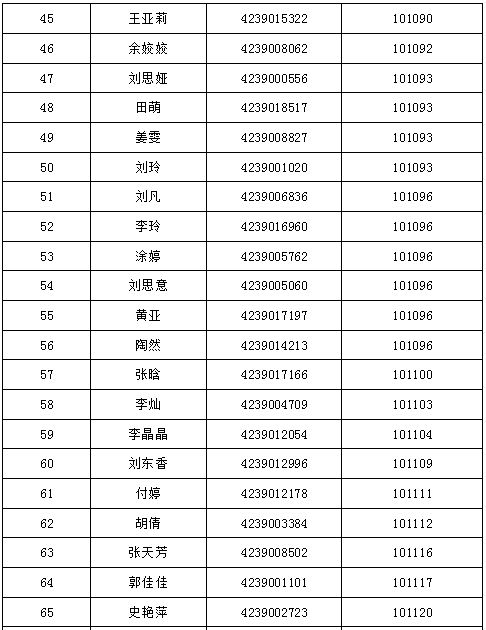 45 王亚莉 4239015322 101090
46 余姣姣 4239008062 101092
47 刘思娅 4239000556 101093
48 田萌 4239018517 101093
49 姜雯 4239008827 101093
50 刘玲 4239001020 101093
51 刘凡 4239006836 101096
52 李玲 4239016960 101096
53 涂婷 4239005762 101096
54 刘思意 4239005060 101096
55 黄亚 4239017197 101096
56 陶然 4239014213 101096
57 张晗 4239017166 101100
58 李灿 4239004709 101103
59 李晶晶 4239012054 101104
60 刘东香 4239012996 101109
61 付婷 4239012178 101111
62 胡倩 4239003384 101112
63 张天芳 4239008502 101116
64 郭佳佳 4239001101 101117
65 史艳萍 4239002723 101120